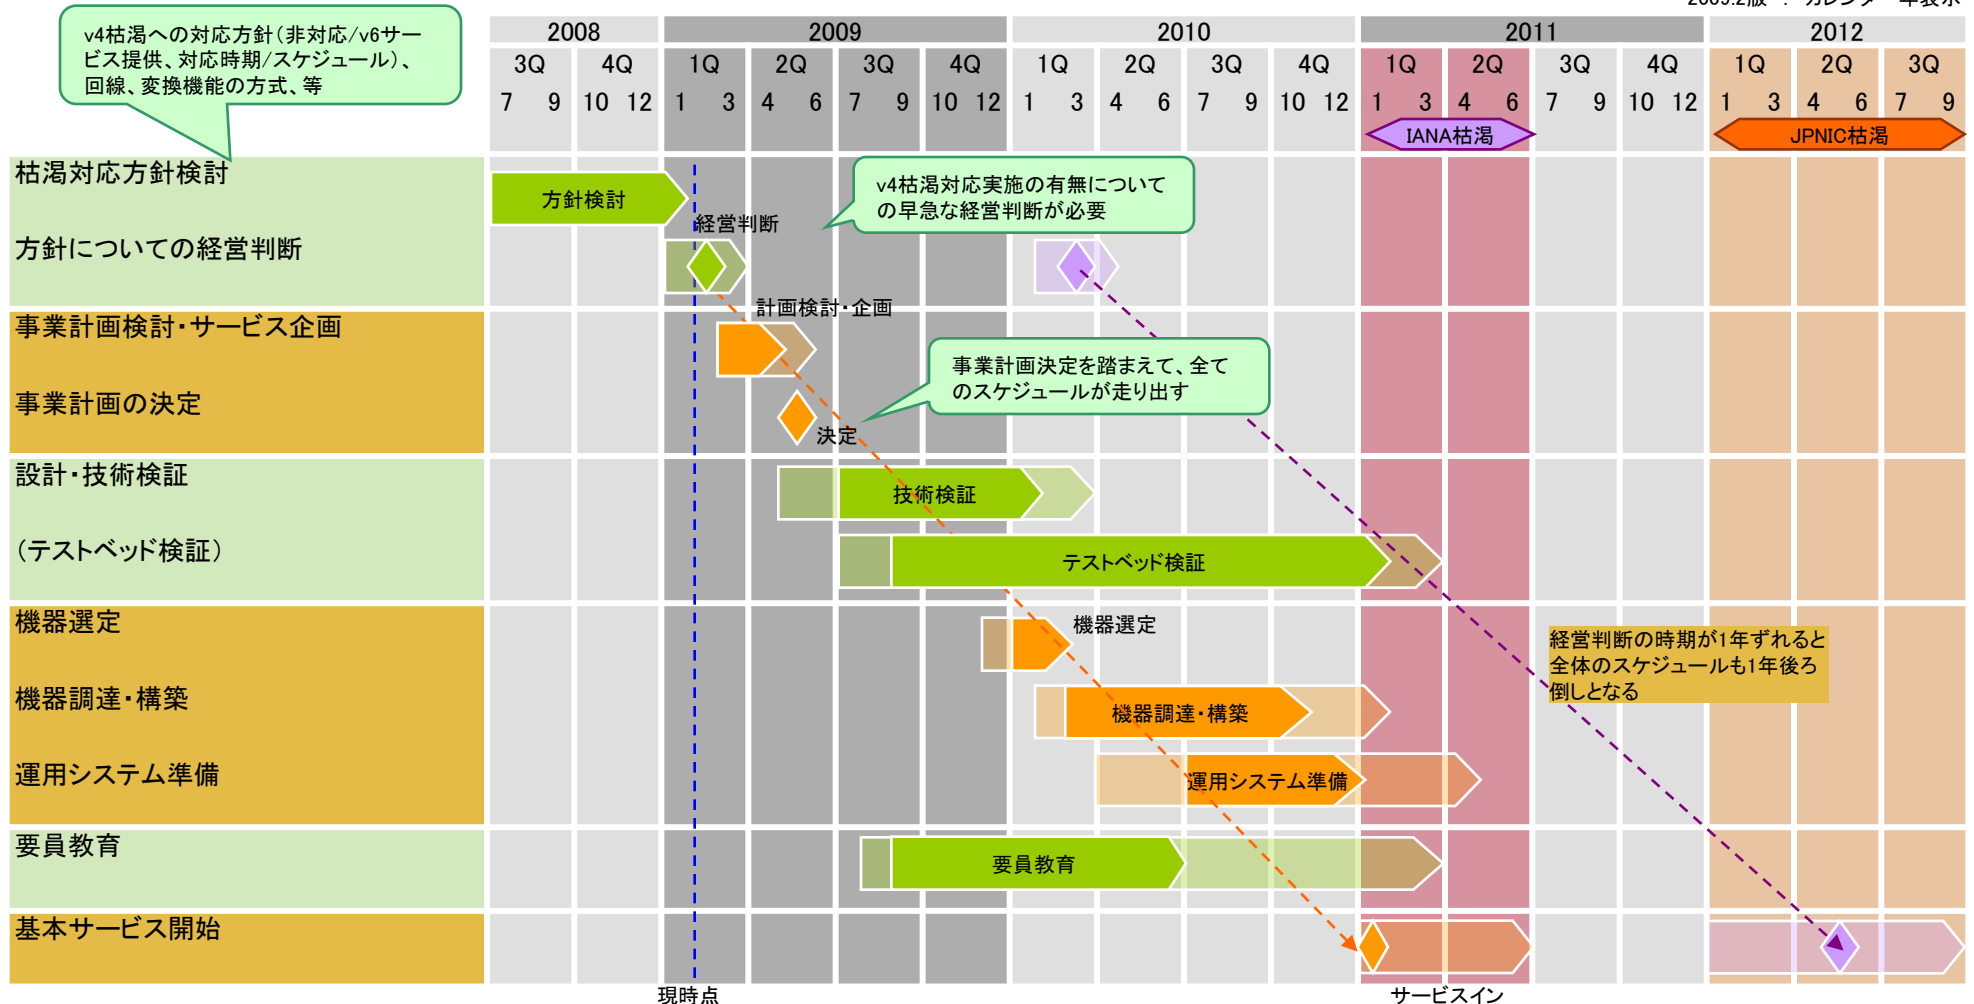 2009.2版 : カレンダー年表示
v4枯渇への対応方針(非対応/v6サー
ビス提供、対応時期/スケジュール)、
回線、変換機能の方式、等
2008 2009 2010 2011 2012
3Q 4Q 1Q 2Q 3Q 4Q 1Q 2Q 3Q 4Q 1Q 2Q 3Q 4Q 1Q 2Q 3Q
7 9 10 12 1 3 4 6 7 9 10 12 1 3 4 6 7 9 10 12 1 3 4 6 7 9 10 12 1 3 4 6 7 9
IANA枯渇 JPNIC枯渇
枯渇対応方針検討
方針検討
v4枯渇対応実施の有無について
の早急な経営判断が必要
経営判断
方針についての経営判断
計画検討・企画
事業計画検討・サービス企画
事業計画決定を踏まえて、全て
のスケジュールが走り出す
事業計画の決定
決定
設計・技術検証
技術検証
(テストベッド検証)
テストベッド検証
機器選定
機器選定
経営判断の時期が1年ずれると
全体のスケジュールも1年後ろ
倒しとなる
機器調達・構築
機器調達・構築
運用システム準備
運用システム準備
要員教育
要員教育
基本サービス開始
現時点
サービスイン